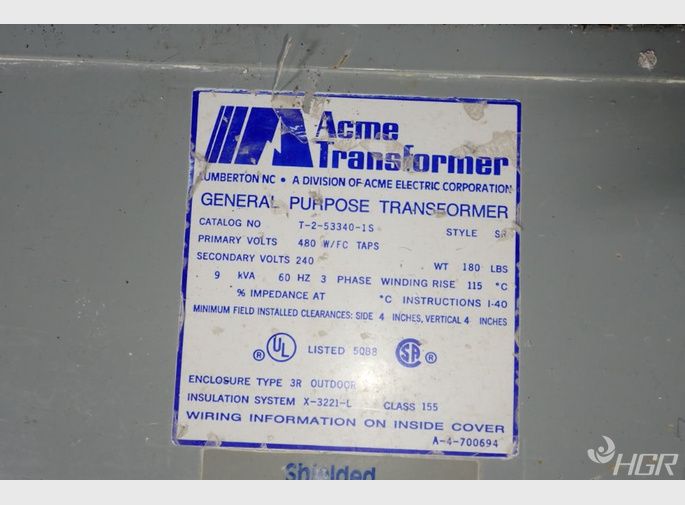 Acme
Transformer
LUMBERTON NC • A DIVISION OF ACME ELECTRIC CORPORATION
GENERAL PURPOSE TRANSFORMER
CATALOG NO T-2-53340-1S STYLE SR
PRIMARY VOLTS 480 W/FC TAPS
SECONDARY VOLTS 240 WT 180 LBS
9 kVA 60 HZ 3 PHASE WINDING RISE 115 °C
% IMPEDANCE AT °C INSTRUCTIONS I-40
MINIMUM FIELD INSTALLED CLEARANCES: SIDE 4 INCHES, VERTICAL 4 INCHES
® UL LISTED 50B8 SA ®
ENCLOSURE TYPE 3R OUTDOOR
INSULATION SYSTEM X-3221-L CLASS 155
WIRING INFORMATION ON INSIDE COVER
A-4-700694
Shielded
HGR